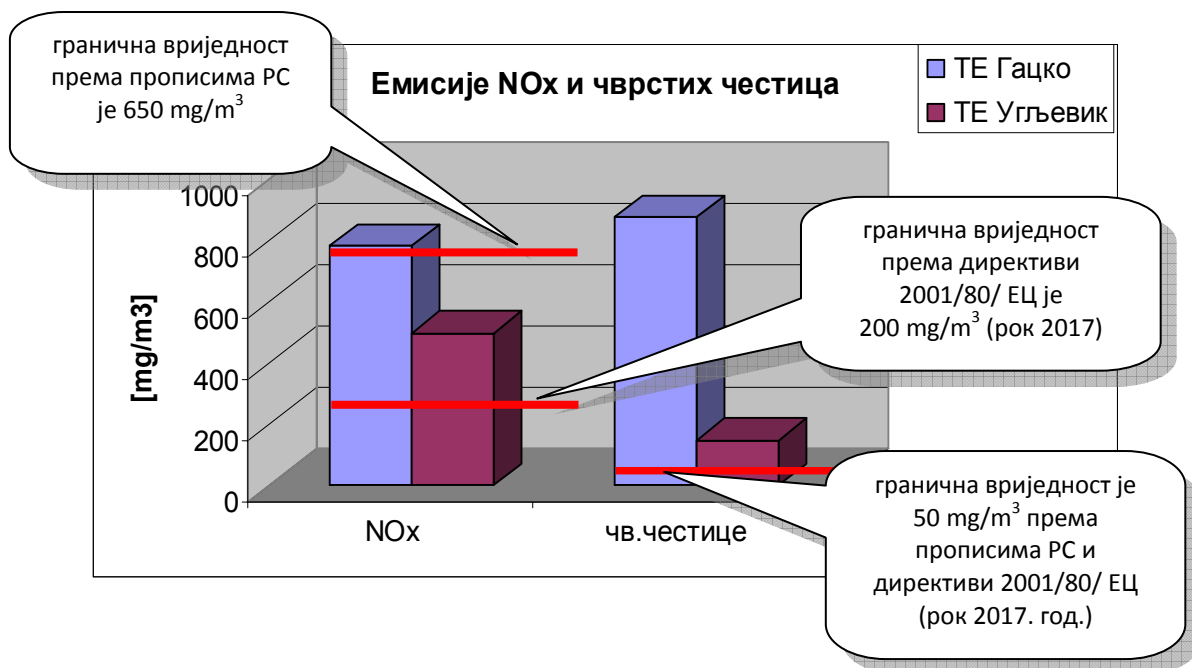 гранична вриједност
према прописима РС
је 650 mg/m³
Емисије NOx и чврстих честица
ТЕ Гацко
ТЕ Угљевик
1000
800
600
400
200
0
[mg/m3]
NOx
чв.честице
гранична вриједност
према директиви
2001/80/ ЕЦ је
200 mg/m³ (рок 2017)
гранична вриједност је
50 mg/m³ према
прописима РС и
директиви 2001/80/ ЕЦ
(рок 2017. год.)